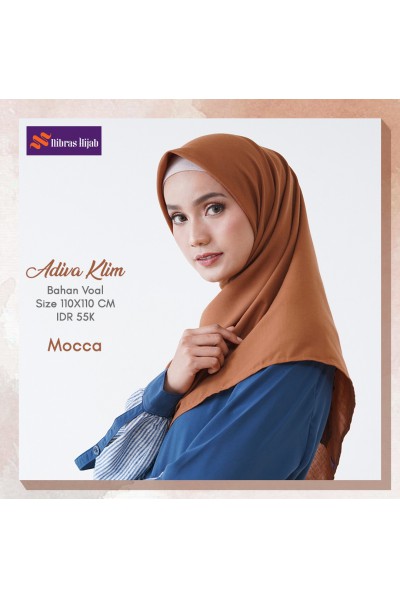 Nibras Hijab
Adiva Klim
Bahan Voal
Size 110X110 CM
IDR 55K
Mocca